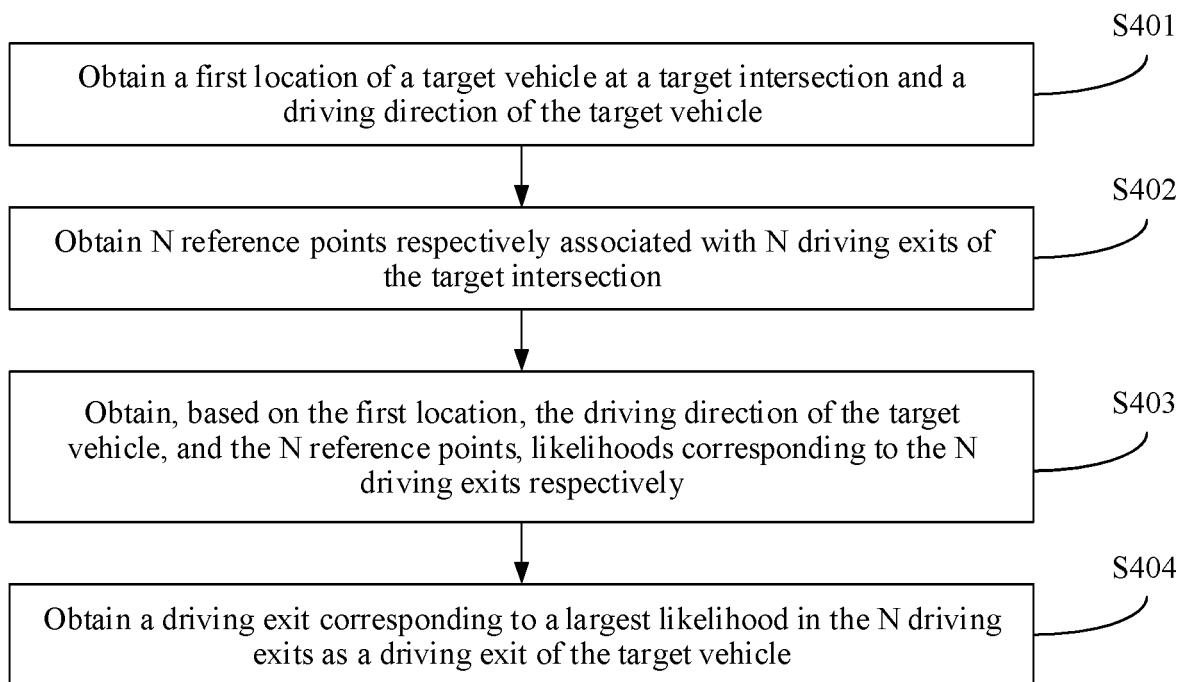 S401
Obtain a first location of a target vehicle at a target intersection and a
driving direction of the target vehicle
S402
Obtain N reference points respectively associated with N driving exits of
the target intersection
S403
Obtain, based on the first location, the driving direction of the target
vehicle, and the N reference points, likelihoods corresponding to the N
driving exits respectively
S404
Obtain a driving exit corresponding to a largest likelihood in the N driving
exits as a driving exit of the target vehicle